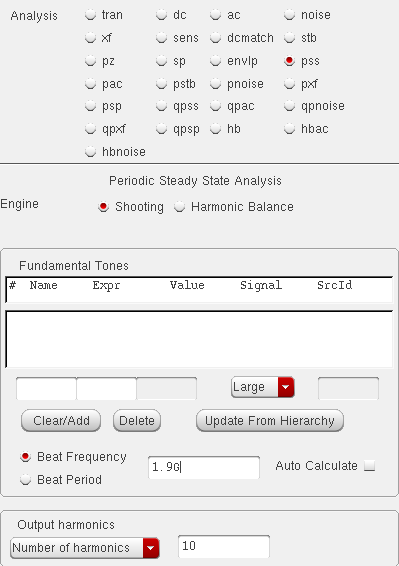 Analysis tran dc ac noise
xf sens dcmatch stb
pz sp envlp pss
pac pstb pnoise pxf
psp qpss qpac qpnoise
qpxf qpsp hb hbac
hbnoise
Periodic Steady State Analysis
Engine Shooting Harmonic Balance
Fundamental Tones
# Name Expr Value Signal SrcId
Large
Clear/Add Delete Update From Hierarchy
Beat Frequency
Beat Period
1.9G Auto Calculate
Output harmonics
Number of harmonics 10